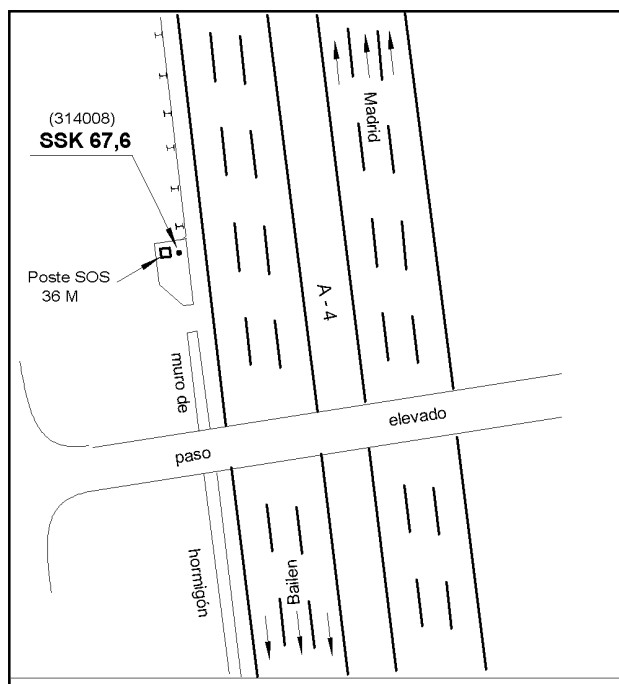 (314008)
SSK 67,6
Madrid
Poste SOS
36 M
A - 4
muro de
elevado
paso
hormigón
Bailen